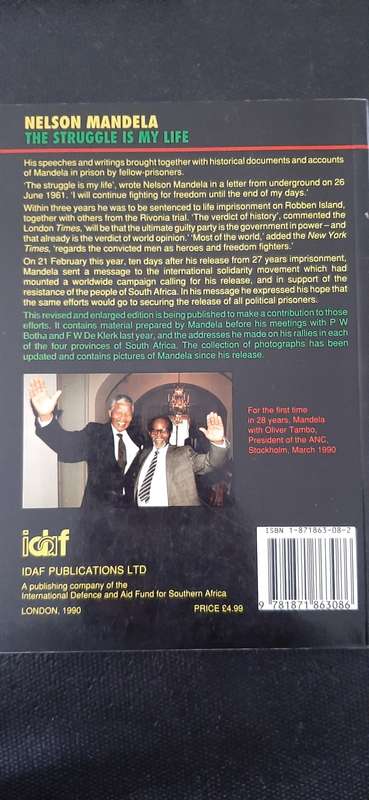 NELSON MANDELA
THE STRUGGLE IS MY LIFE
His speeches and writings brought together with historical documents and accounts
of Mandela in prison by fellow-prisoners.
'The struggle is my life', wrote Nelson Mandela in a letter from underground on 26
June 1961. 'I will continue fighting for freedom until the end of my days.'
Within three years he was to be sentenced to life imprisonment on Robben Island,
together with others from the Rivonia trial. 'The verdict of history', commented the
London Times, 'will be that the ultimate guilty party is the government in power – and
that already is the verdict of world opinion.' 'Most of the world,' added the New York
Times, 'regards the convicted men as heroes and freedom fighters.'
On 21 February this year, ten days after his release from 27 years imprisonment,
Mandela sent a message to the international solidarity movement which had
mounted a worldwide campaign calling for his release, and in support of the
resistance of the people of South Africa. In his message he expressed his hope that
the same efforts would go to securing the release of all political prisoners.
This revised and enlarged edition is being published to make a contribution to those
efforts. It contains material prepared by Mandela before his meetings with P W
Botha and F W De Klerk last year, and the addresses he made on his rallies in each
of the four provinces of South Africa. The collection of photographs has been
updated and contains pictures of Mandela since his release.
For the first time
in 28 years, Mandela
with Oliver Tambo,
President of the ANC,
Stockholm, March 1990
idaf
IDAF PUBLICATIONS LTD
A publishing company of the
International Defence and Aid Fund for Southern Africa
LONDON, 1990
PRICE £4.99
ISBN 1-871863-08-2
9 781871 863086